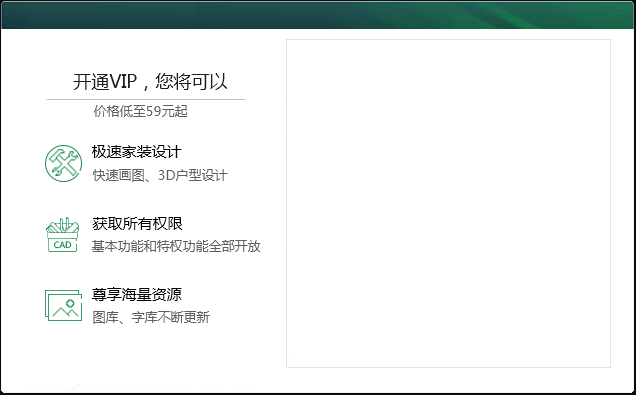 开通VIP，您将可以
价格低至59元起
极速家装设计
快速画图、3D户型设计
获取所有权限
CAD
基本功能和特权功能全部开放
尊享海量资源
图库、字库不断更新